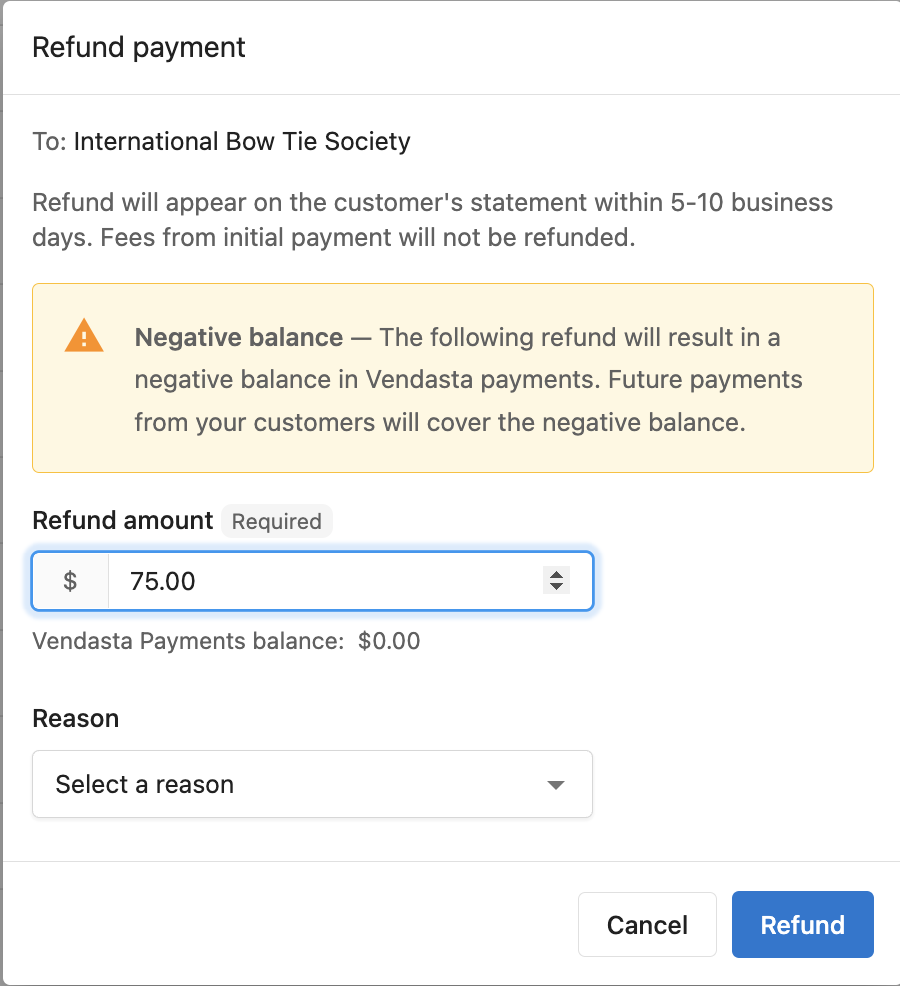 Refund payment
To: International Bow Tie Society
Refund will appear on the customer's statement within 5-10 business
days. Fees from initial payment will not be refunded.
Negative balance — The following refund will result in a
negative balance in Vendasta payments. Future payments
from your customers will cover the negative balance.
Refund amount Required
$ 75.00
Vendasta Payments balance: $0.00
Reason
Select a reason
Cancel Refund